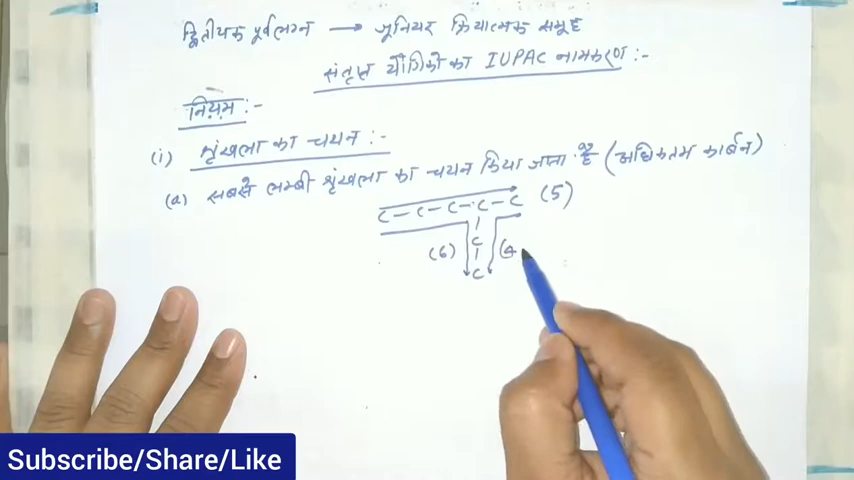 द्वितीयक पूर्वलग्न → जूनियर क्रियात्मक समूह
संतृप्त यौगिको का IUPAC नामकरण :-
नियम :-
(i) शृंखला का चयन :-
(a) सबसे लम्बी शृंखला का चयन किया जाता है (अधिकतम कार्बन)
C - C - C - C - C (5)
(6) C (4
C
Subscribe/Share/Like